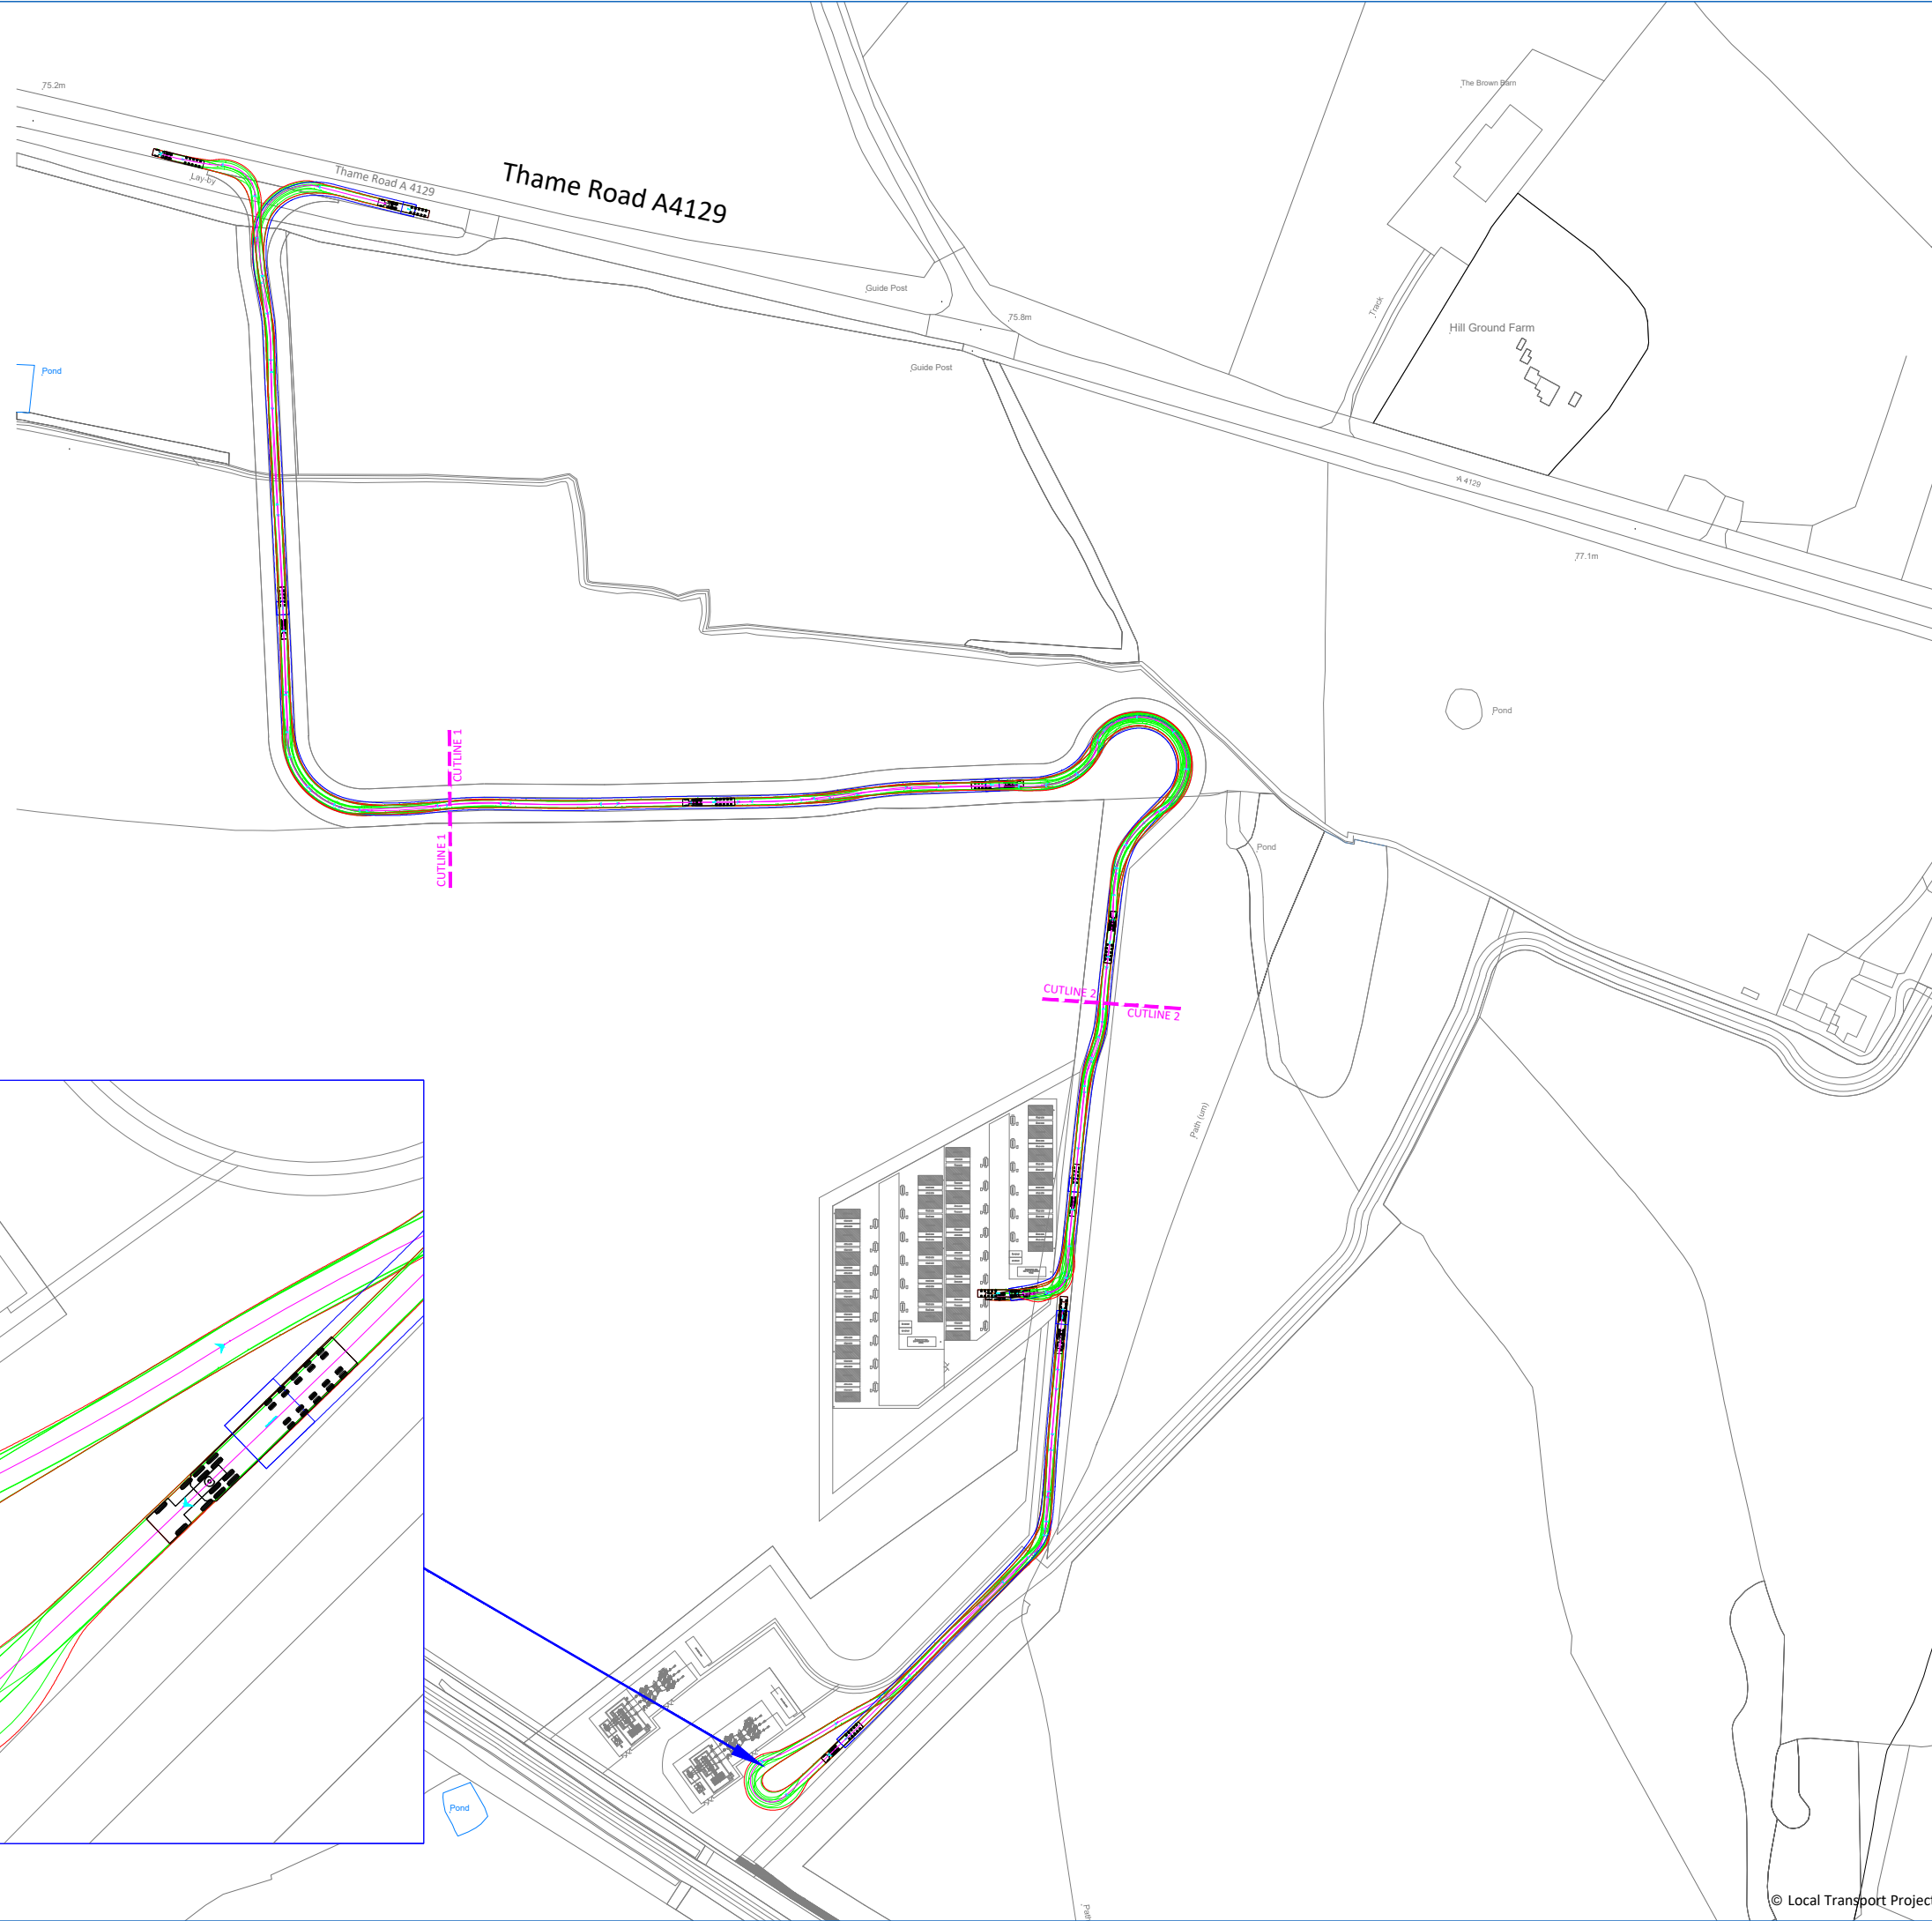 75.2m
The Brown Barn
Lay-by
Thame Road A 4129
Thame Road A4129
Guide Post
75.8m
Track
Hill Ground Farm
Guide Post
Pond
A 4129
77.1m
Pond
CUTLINE 1
CUTLINE 1
Pond
CUTLINE 2
CUTLINE 2
Path (um)
Pond
Path
© Local Transport Project